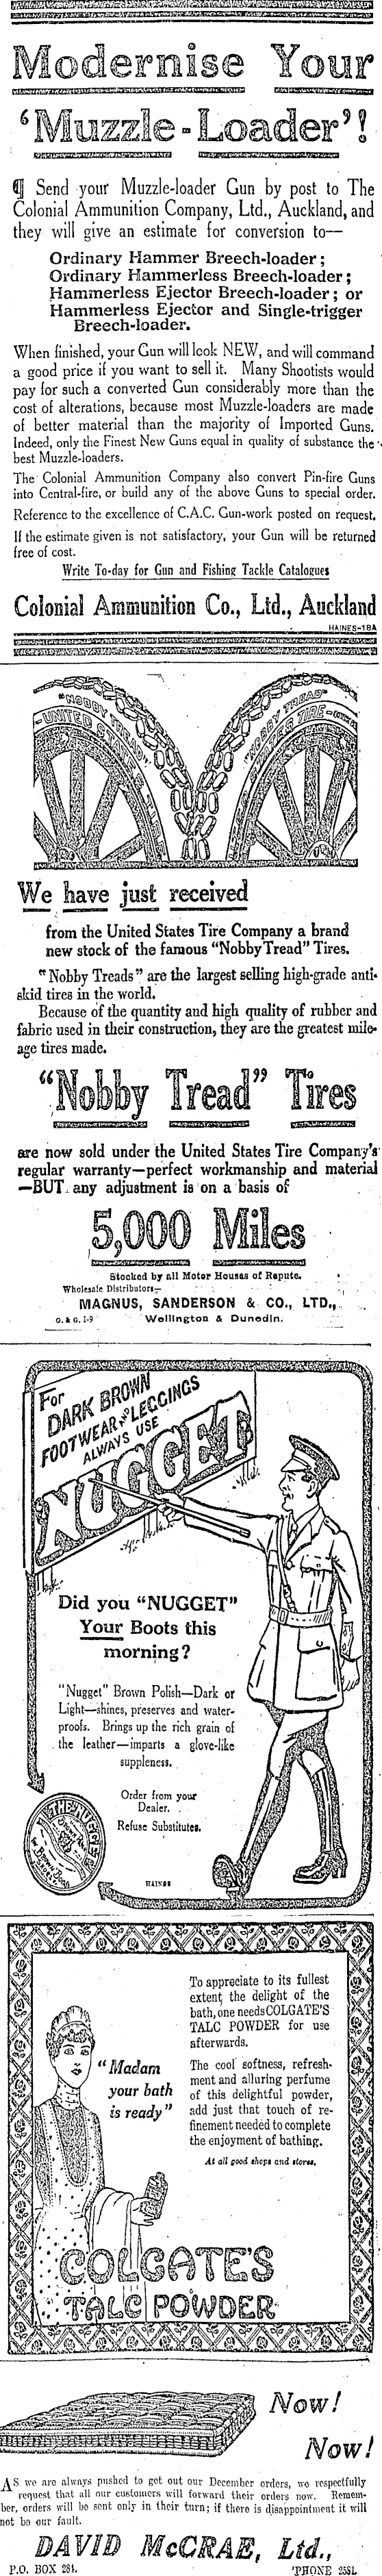 Modernise Your
'Muzzle-Loader'!
¶ Send your Muzzle-loader Gun by post to The
Colonial Ammunition Company, Ltd., Auckland, and
they will give an estimate for conversion to—
Ordinary Hammer Breech-loader;
Ordinary Hammerless Breech-loader;
Hammerless Ejector Breech-loader; or
Hammerless Ejector and Single-trigger
Breech-loader.
When finished, your Gun will look NEW, and will command
a good price if you want to sell it. Many Shootists would
pay for such a converted Gun considerably more than the
cost of alterations, because most Muzzle-loaders are made
of better material than the majority of Imported Guns.
Indeed, only the Finest New Guns equal in quality of substance the
best Muzzle-loaders.
The Colonial Ammunition Company also convert Pin-fire Guns
into Central-fire, or build any of the above Guns to special order.
Reference to the excellence of C.A.C. Gun-work posted on request.
If the estimate given is not satisfactory, your Gun will be returned
free of cost.
Write To-day for Gun and Fishing Tackle Catalogues
Colonial Ammunition Co., Ltd., Auckland
HAINES-18A
"NOBBY TREAD" "NOBBY TREAD"
UNITED STATES TIRE
We have just received
from the United States Tire Company a brand
new stock of the famous "Nobby Tread" Tires.
"Nobby Treads" are the largest selling high-grade anti-
skid tires in the world.
Because of the quantity and high quality of rubber and
fabric used in their construction, they are the greatest mile-
age tires made.
"Nobby Tread" Tires
are now sold under the United States Tire Company's
regular warranty—perfect workmanship and material
—BUT any adjustment is on a basis of
5,000 Miles
Stocked by all Motor Houses of Repute.
Wholesale Distributors—
MAGNUS, SANDERSON & CO., LTD.,
G. & G. 1-9 Wellington & Dunedin.
For
DARK BROWN
FOOTWEAR AND LEGGINGS
ALWAYS USE
NUGGET
Did you "NUGGET"
Your Boots this
morning?
"Nugget" Brown Polish—Dark or
Light—shines, preserves and water-
proofs. Brings up the rich grain of
the leather—imparts a glove-like
suppleness.
Order from your
Dealer.
Refuse Substitutes.
THE NUGGET
HAINES
To appreciate to its fullest
extent the delight of the
bath, one needs COLGATE'S
TALC POWDER for use
afterwards.
The cool softness, refresh-
ment and alluring perfume
of this delightful powder,
add just that touch of re-
finement needed to complete
the enjoyment of bathing.
At all good shops and stores.
"Madam
your bath
is ready"
COLGATE'S
TALC POWDER
Now!
Now!
AS we are always pushed to get out our December orders, we respectfully
request that all our customers will forward their orders now. Remem-
ber, orders will be sent only in their turn; if there is disappointment it will
not be our fault.
DAVID McCRAE, Ltd.,
P.O. BOX 284. 'PHONE 2581.